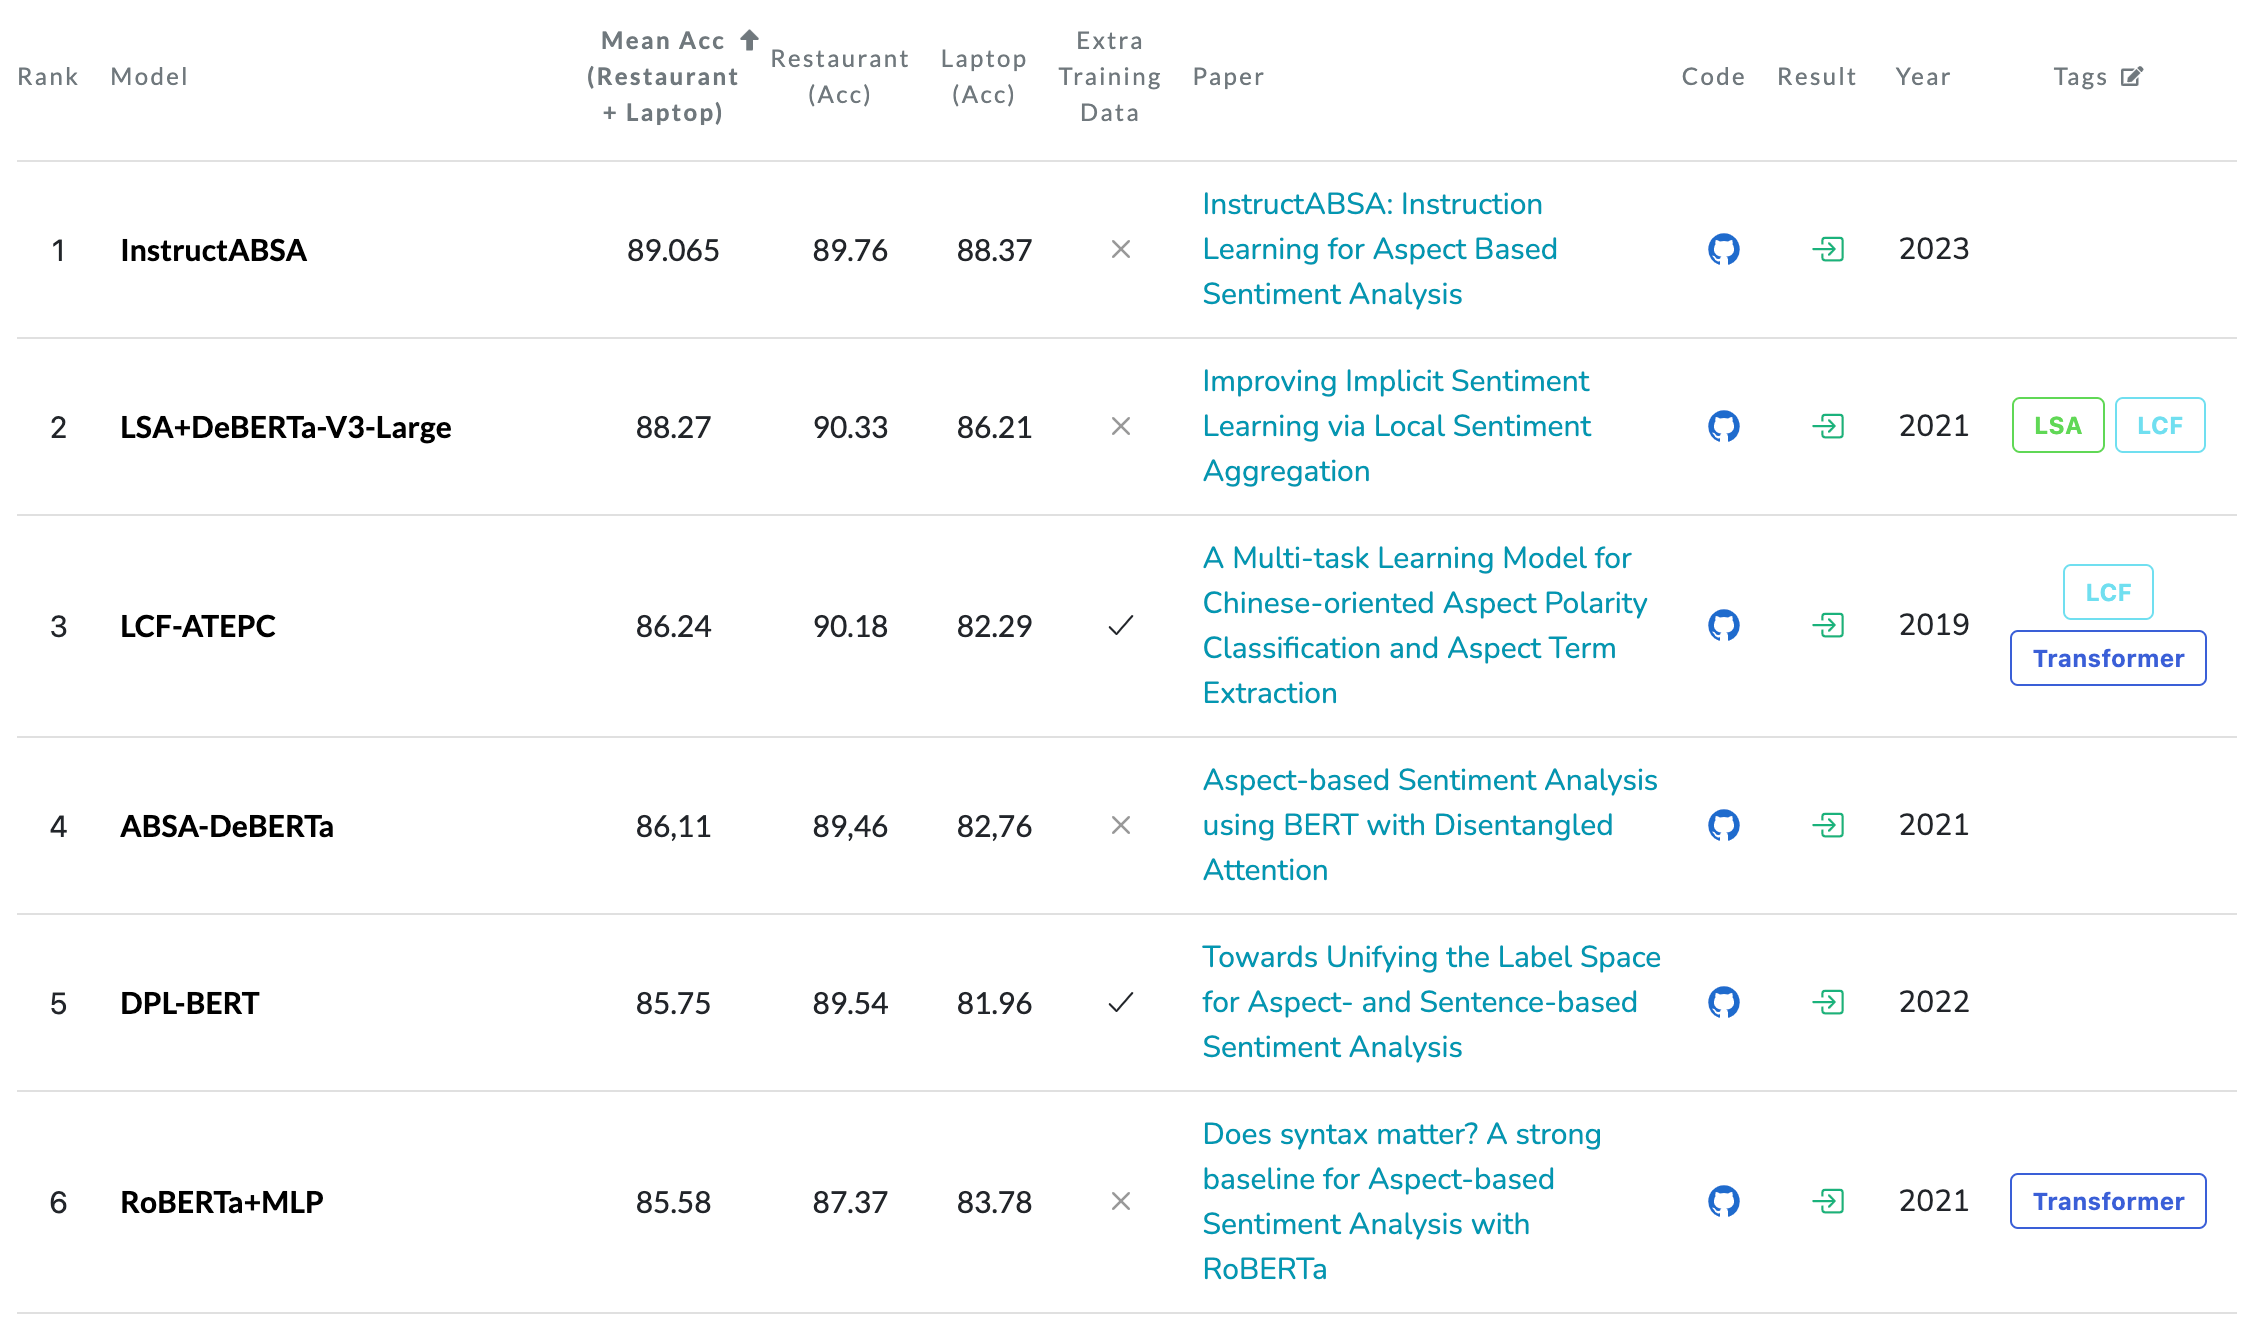 Rank Model Mean Acc (Restaurant + Laptop) Restaurant (Acc) Laptop (Acc) Extra Training Data Paper Code Result Year Tags
1 InstructABSA 89.065 89.76 88.37 InstructABSA: Instruction
Learning for Aspect Based
Sentiment Analysis
2023
2 LSA+DeBERTa-V3-Large 88.27 90.33 86.21 Improving Implicit Sentiment
Learning via Local Sentiment
Aggregation
2021 LSA LCF
3 LCF-ATEPC 86.24 90.18 82.29 A Multi-task Learning Model for
Chinese-oriented Aspect Polarity
Classification and Aspect Term
Extraction
2019 LCF
Transformer
4 ABSA-DeBERTa 86,11 89,46 82,76 Aspect-based Sentiment Analysis
using BERT with Disentangled
Attention
2021
5 DPL-BERT 85.75 89.54 81.96 Towards Unifying the Label Space
for Aspect- and Sentence-based
Sentiment Analysis
2022
6 RoBERTa+MLP 85.58 87.37 83.78 Does syntax matter? A strong
baseline for Aspect-based
Sentiment Analysis with
RoBERTa
2021 Transformer